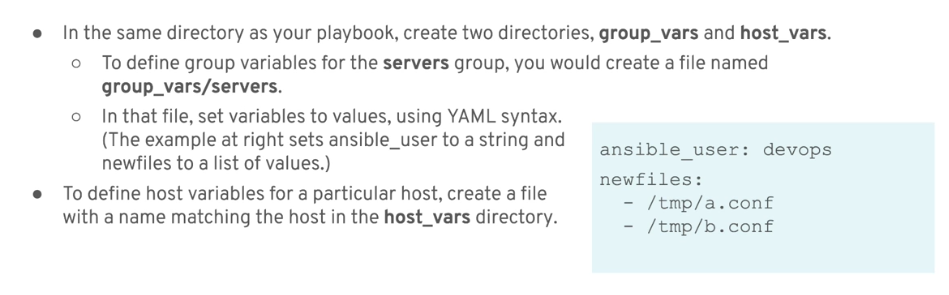 ● In the same directory as your playbook, create two directories, group_vars and host_vars.
○ To define group variables for the servers group, you would create a file named
group_vars/servers.
○ In that file, set variables to values, using YAML syntax.
(The example at right sets ansible_user to a string and
newfiles to a list of values.)
● To define host variables for a particular host, create a file
with a name matching the host in the host_vars directory.
ansible_user: devops
newfiles:
  - /tmp/a.conf
  - /tmp/b.conf